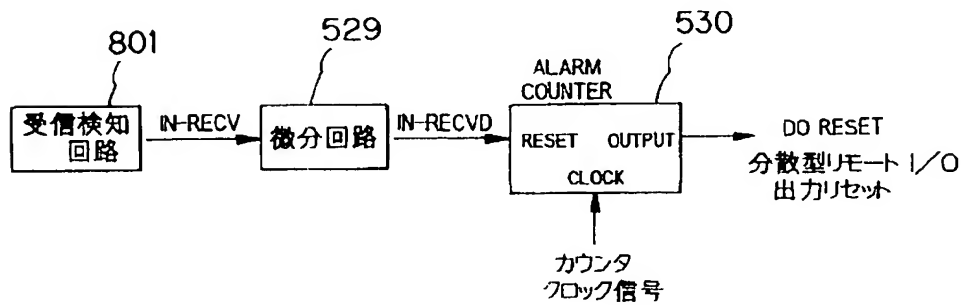 801
529
530
ALARM
COUNTER
受信検知
回路
IN-RECV
微分回路
IN-RECVD
RESET OUTPUT
CLOCK
DO RESET
分散型リモートI/O
出力リセット
カウンタ
クロック信号